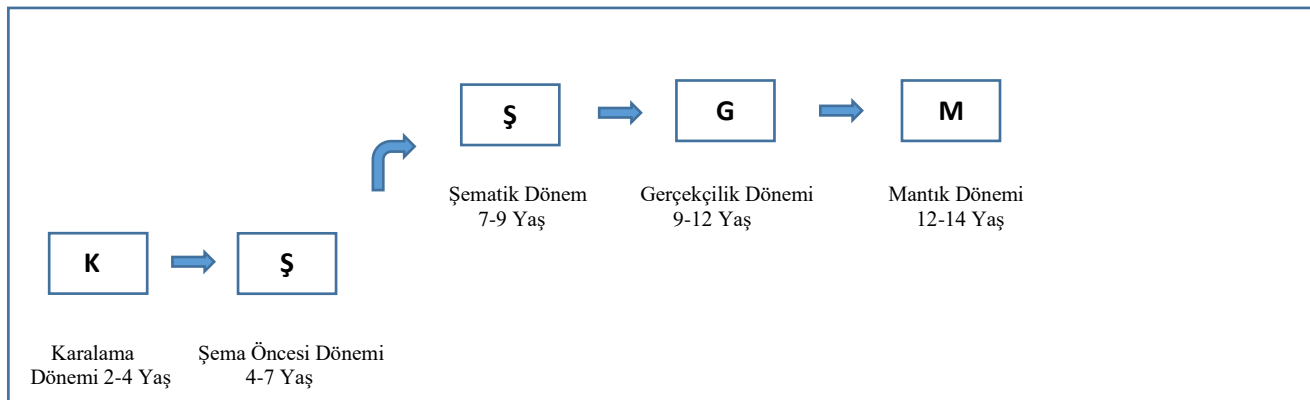 Ş
G
M
Şematik Dönem
7-9 Yaş
Gerçekçilik Dönemi
9-12 Yaş
Mantık Dönemi
12-14 Yaş
K
Ş
Karalama
Dönemi 2-4 Yaş
Şema Öncesi Dönemi
4-7 Yaş